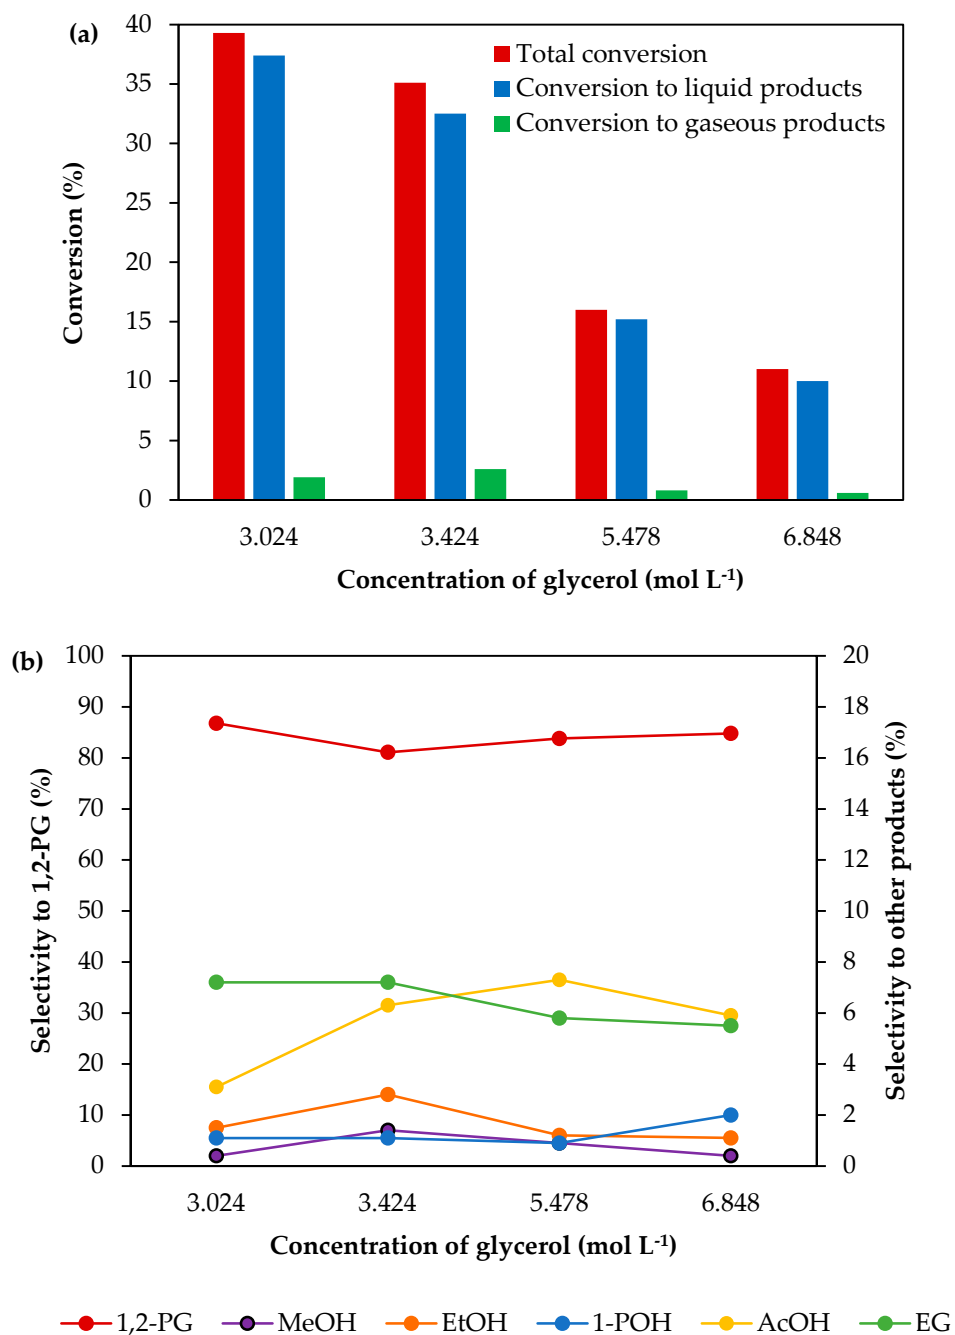 (a)
Total conversion
Conversion to liquid products
Conversion to gaseous products
Conversion (%)
40
35
30
25
20
15
10
5
0
3.024 3.424 5.478 6.848
Concentration of glycerol (mol L-1)
(b)
Selectivity to 1,2-PG (%)
100
90
80
70
60
50
40
30
20
10
0
20
18
16
14
12
10
8
6
4
2
0
Selectivity to other products (%)
3.024 3.424 5.478 6.848
Concentration of glycerol (mol L-1)
1,2-PG MeOH EtOH 1-POH AcOH EG